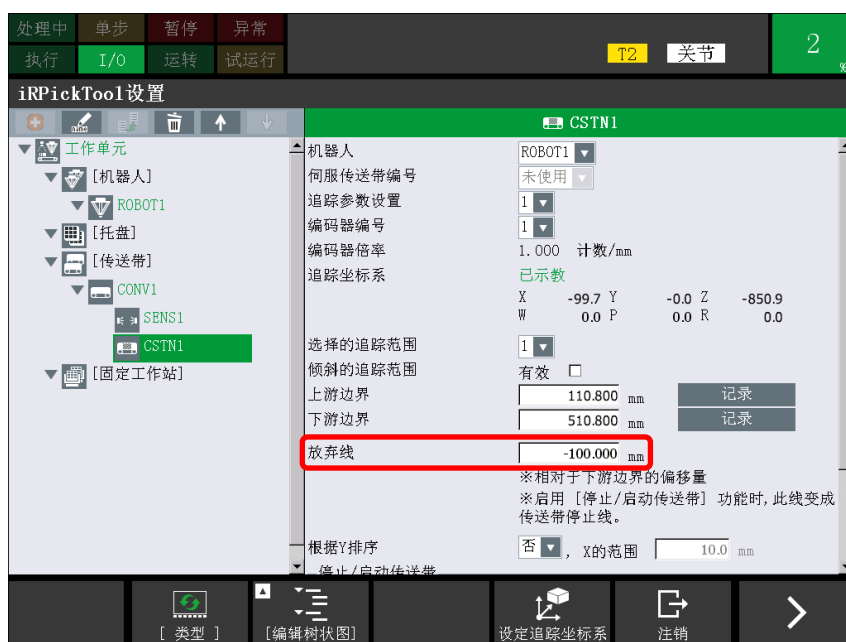 处理中 单步 暂停 异常
执行 I/O 运转 试运行
T2 关节
2 %
iRPickTool设置
CSTN1
工作单元
[机器人]
ROBOT1
[托盘]
[传送带]
CONV1
SENS1
CSTN1
[固定工作站]
机器人 ROBOT1
伺服传送带编号 未使用
追踪参数设置 1
编码器编号 1
编码器倍率 1.000 计数/mm
追踪坐标系 已示教
X -99.7 Y -0.0 Z -850.9
W 0.0 P 0.0 R 0.0
选择的追踪范围 1
倾斜的追踪范围 有效
上游边界 110.800 mm 记录
下游边界 510.800 mm 记录
放弃线 -100.000 mm
※相对于下游边界的偏移量
※启用 [停止/启动传送带] 功能时,此线变成
传送带停止线。
根据Y排序 否 , X的范围 10.0 mm
停止/启动传送带
[ 类型 ] [编辑树状图] 设定追踪坐标系 注销